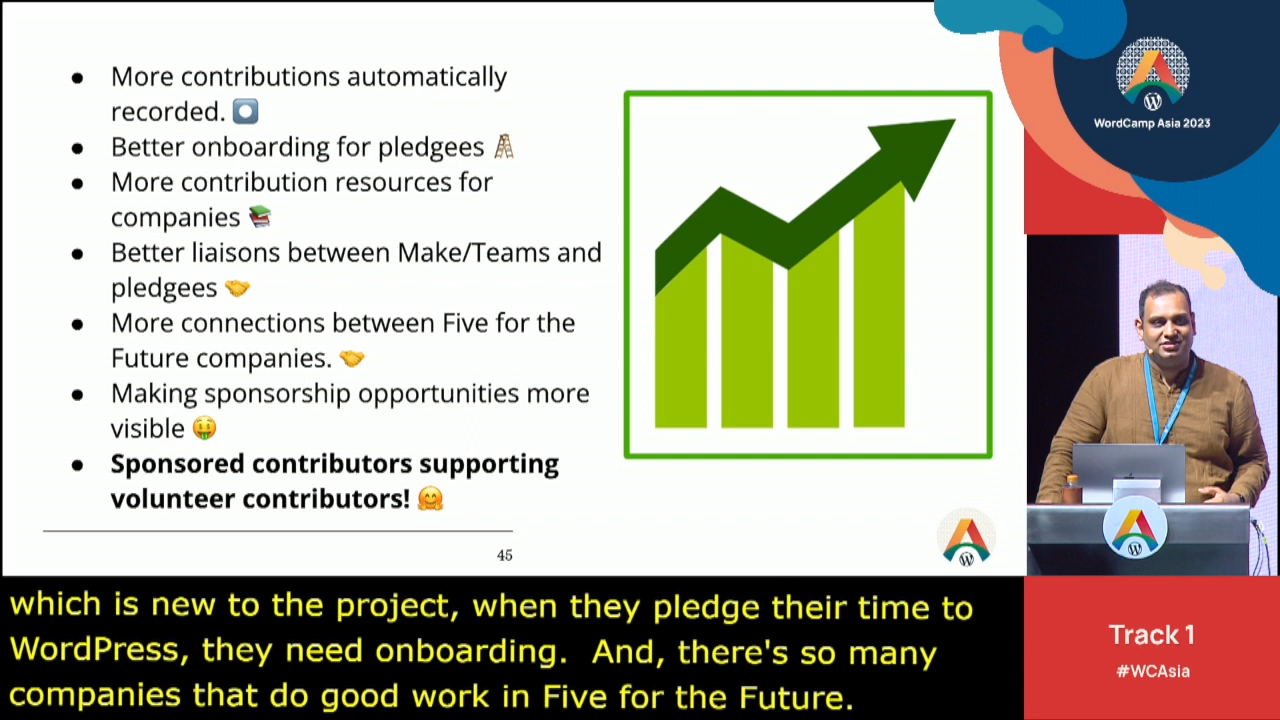 ● More contributions automatically
recorded. ⏺️
● Better onboarding for pledgees 🪜
● More contribution resources for
companies 📚
● Better liaisons between Make/Teams and
pledgees 🤝
● More connections between Five for the
Future companies. 🤝
● Making sponsorship opportunities more
visible 🤑
● Sponsored contributors supporting
volunteer contributors! 🤗
45
WordCamp Asia 2023
which is new to the project, when they pledge their time to
WordPress, they need onboarding.  And, there's so many
companies that do good work in Five for the Future.
Track 1
#WCAsia